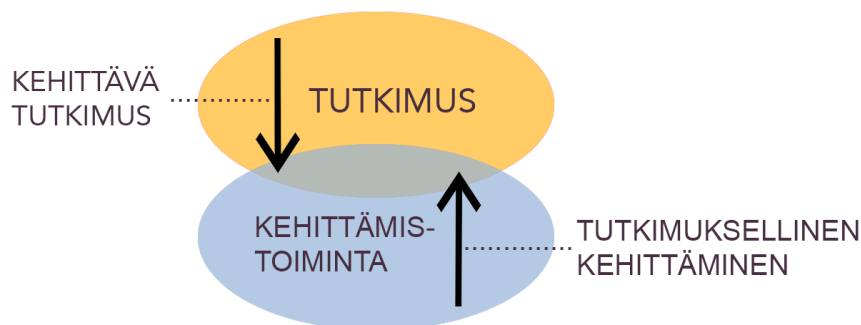 KEHITTÄVÄ
TUTKIMUS
TUTKIMUS
KEHITTÄMIS-
TOIMINTA
TUTKIMUKSELLINEN
KEHITTÄMINEN